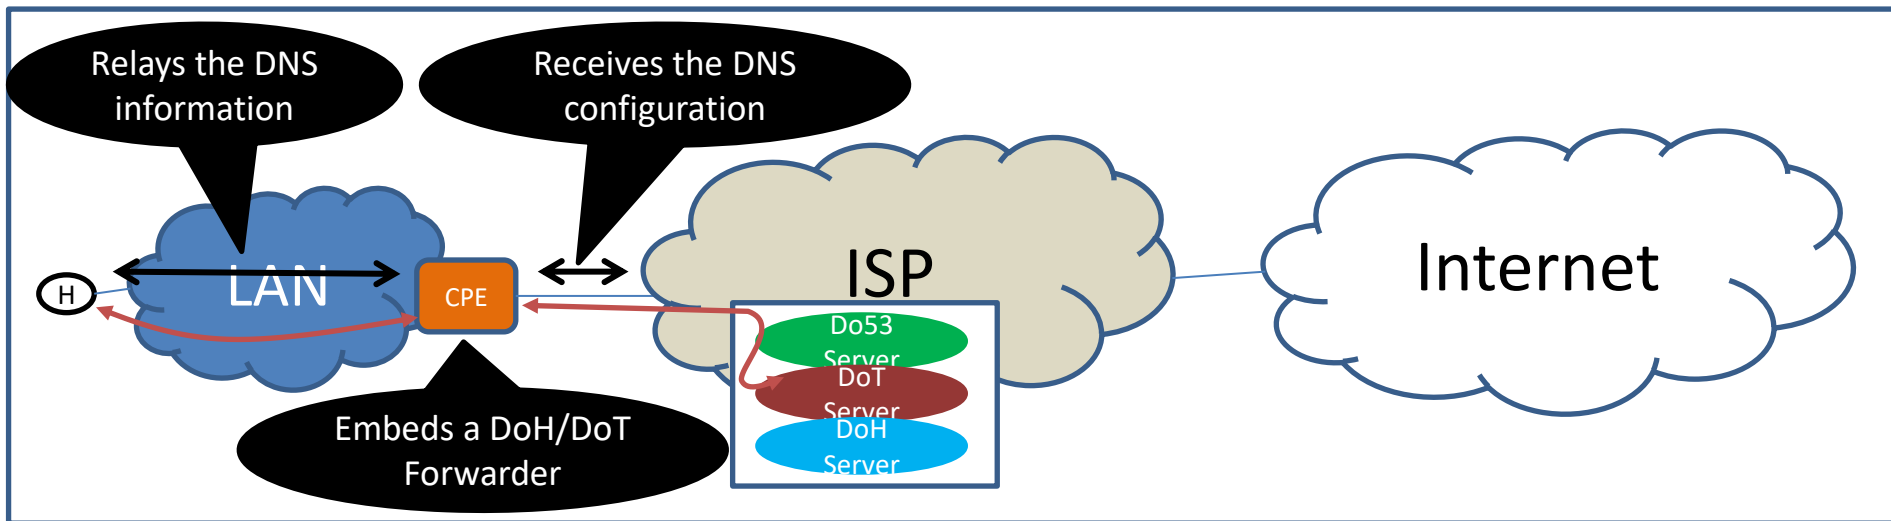 Relays the DNS
information
Receives the DNS
configuration
H
LAN
CPE
ISP
Internet
Do53
Server
DoT
Server
DoH
Server
Embeds a DoH/DoT
Forwarder